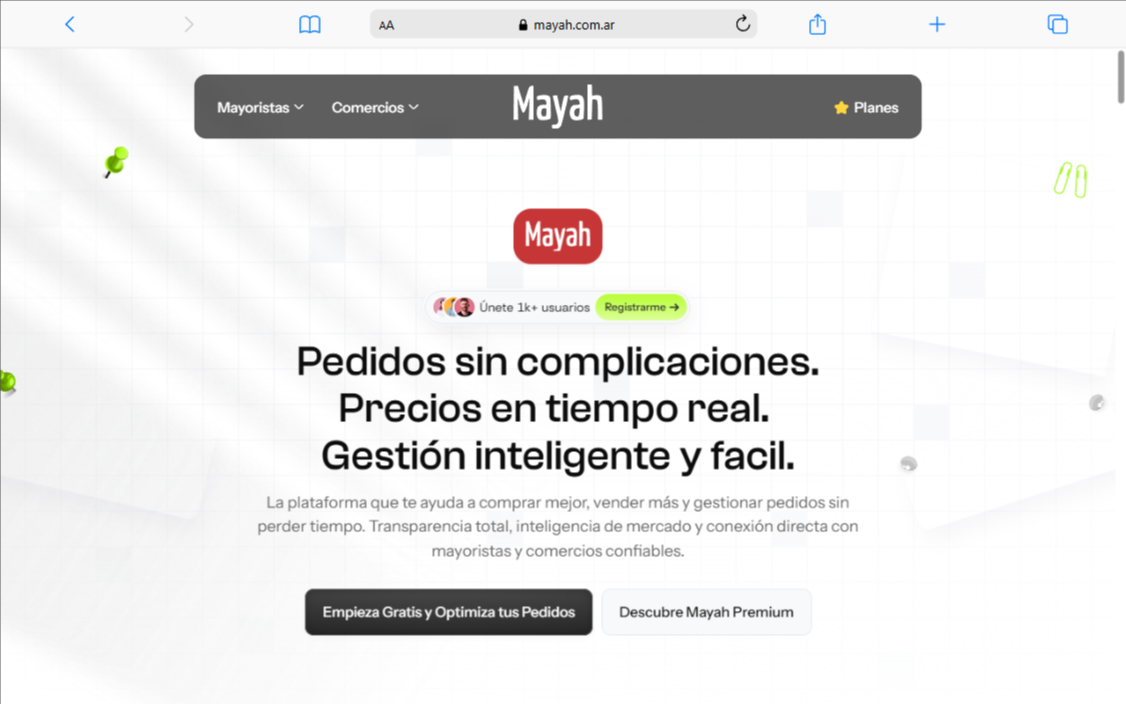 AA
mayah.com.ar
Mayoristas
Comercios
Mayah
Planes
Mayah
Únete 1k+ usuarios
Registrarme →
Pedidos sin complicaciones.
Precios en tiempo real.
Gestión inteligente y facil.
La plataforma que te ayuda a comprar mejor, vender más y gestionar pedidos sin
perder tiempo. Transparencia total, inteligencia de mercado y conexión directa con
mayoristas y comercios confiables.
Empieza Gratis y Optimiza tus Pedidos
Descubre Mayah Premium